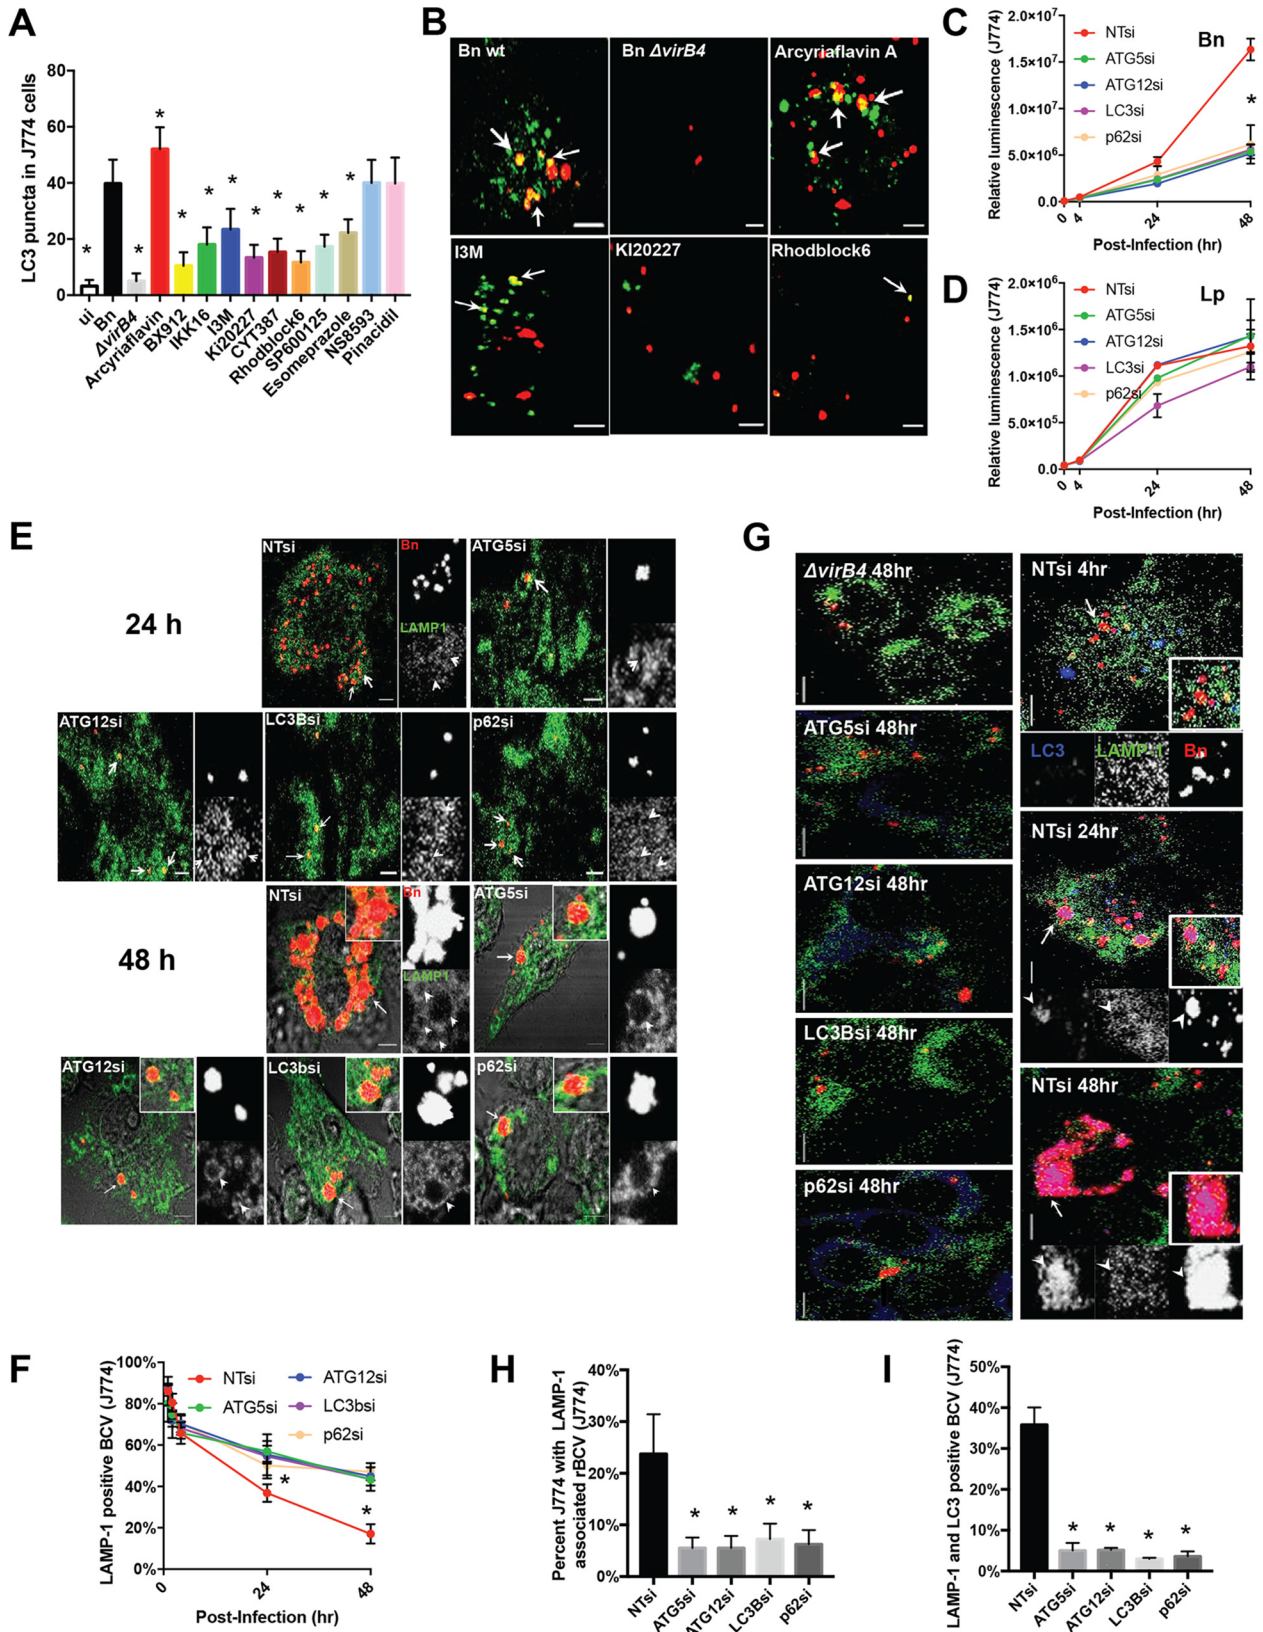 A
LC3 puncta in J774 cells
80
60
40
20
0
*
*
*
*
*
*
*
*
*
*
*
ui
Bn
ΔvirB4
Arcyriaflavin
BX912
IKK16
I3M
Ki20227
CYT387
Rhodblock6
SP600125
Esomeprazole
NS8593
Pinacidil
B
Bn wt
Bn ΔvirB4
Arcyriaflavin A
I3M
KI20227
Rhodblock6
C
Relative luminescence (J774)
2.0×10⁷
1.5×10⁷
1.0×10⁷
5.0×10⁶
0.0
NTsi
ATG5si
ATG12si
LC3si
p62si
Bn
*
0
4
24
48
Post-Infection (hr)
D
Relative luminescence (J774)
2.0×10⁶
1.5×10⁶
1.0×10⁶
5.0×10⁵
0.0
NTsi
ATG5si
ATG12si
LC3si
p62si
Lp
0
4
24
48
Post-Infection (hr)
E
24 h
NTsi
Bn
LAMP1
ATG5si
ATG12si
LC3Bsi
p62si
48 h
NTsi
Bn
LAMP1
ATG5si
ATG12si
LC3bsi
p62si
G
ΔvirB4 48hr
ATG5si 48hr
ATG12si 48hr
LC3Bsi 48hr
p62si 48hr
NTsi 4hr
LC3
LAMP-1
Bn
NTsi 24hr
NTsi 48hr
F
LAMP-1 positive BCV (J774)
100%
80%
60%
40%
20%
0%
NTsi
ATG5si
ATG12si
LC3bsi
p62si
*
*
0
24
48
Post-Infection (hr)
H
Percent J774 with LAMP-1
associated rBCV (J774)
40%
30%
20%
10%
0%
*
*
*
*
NTsi
ATG5si
ATG12si
LC3Bsi
p62si
I
LAMP-1 and LC3 positive BCV (J774)
50%
40%
30%
20%
10%
0%
*
*
*
*
NTsi
ATG5si
ATG12si
LC3Bsi
p62si